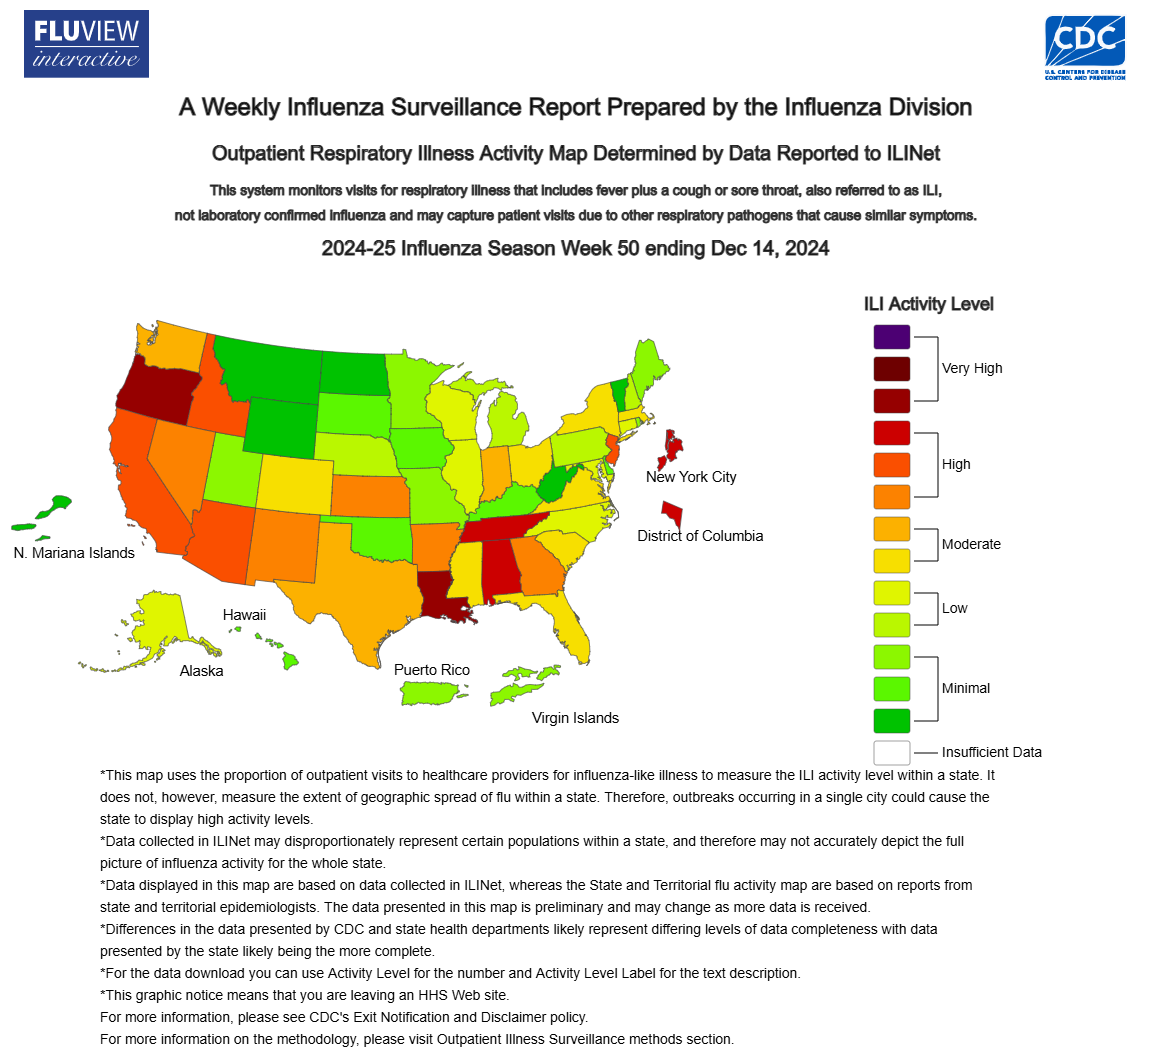 FLUVIEW
interactive
CDC
U.S. CENTERS FOR DISEASE
CONTROL AND PREVENTION
A Weekly Influenza Surveillance Report Prepared by the Influenza Division
Outpatient Respiratory Illness Activity Map Determined by Data Reported to ILINet
This system monitors visits for respiratory illness that includes fever plus a cough or sore throat, also referred to as ILI,
not laboratory confirmed influenza and may capture patient visits due to other respiratory pathogens that cause similar symptoms.
2024-25 Influenza Season Week 50 ending Dec 14, 2024
ILI Activity Level
Very High
High
Moderate
Low
Minimal
Insufficient Data
New York City
District of Columbia
N. Mariana Islands
Hawaii
Alaska
Puerto Rico
Virgin Islands
*This map uses the proportion of outpatient visits to healthcare providers for influenza-like illness to measure the ILI activity level within a state. It
does not, however, measure the extent of geographic spread of flu within a state. Therefore, outbreaks occurring in a single city could cause the
state to display high activity levels.
*Data collected in ILINet may disproportionately represent certain populations within a state, and therefore may not accurately depict the full
picture of influenza activity for the whole state.
*Data displayed in this map are based on data collected in ILINet, whereas the State and Territorial flu activity map are based on reports from
state and territorial epidemiologists. The data presented in this map is preliminary and may change as more data is received.
*Differences in the data presented by CDC and state health departments likely represent differing levels of data completeness with data
presented by the state likely being the more complete.
*For the data download you can use Activity Level for the number and Activity Level Label for the text description.
*This graphic notice means that you are leaving an HHS Web site.
For more information, please see CDC's Exit Notification and Disclaimer policy.
For more information on the methodology, please visit Outpatient Illness Surveillance methods section.